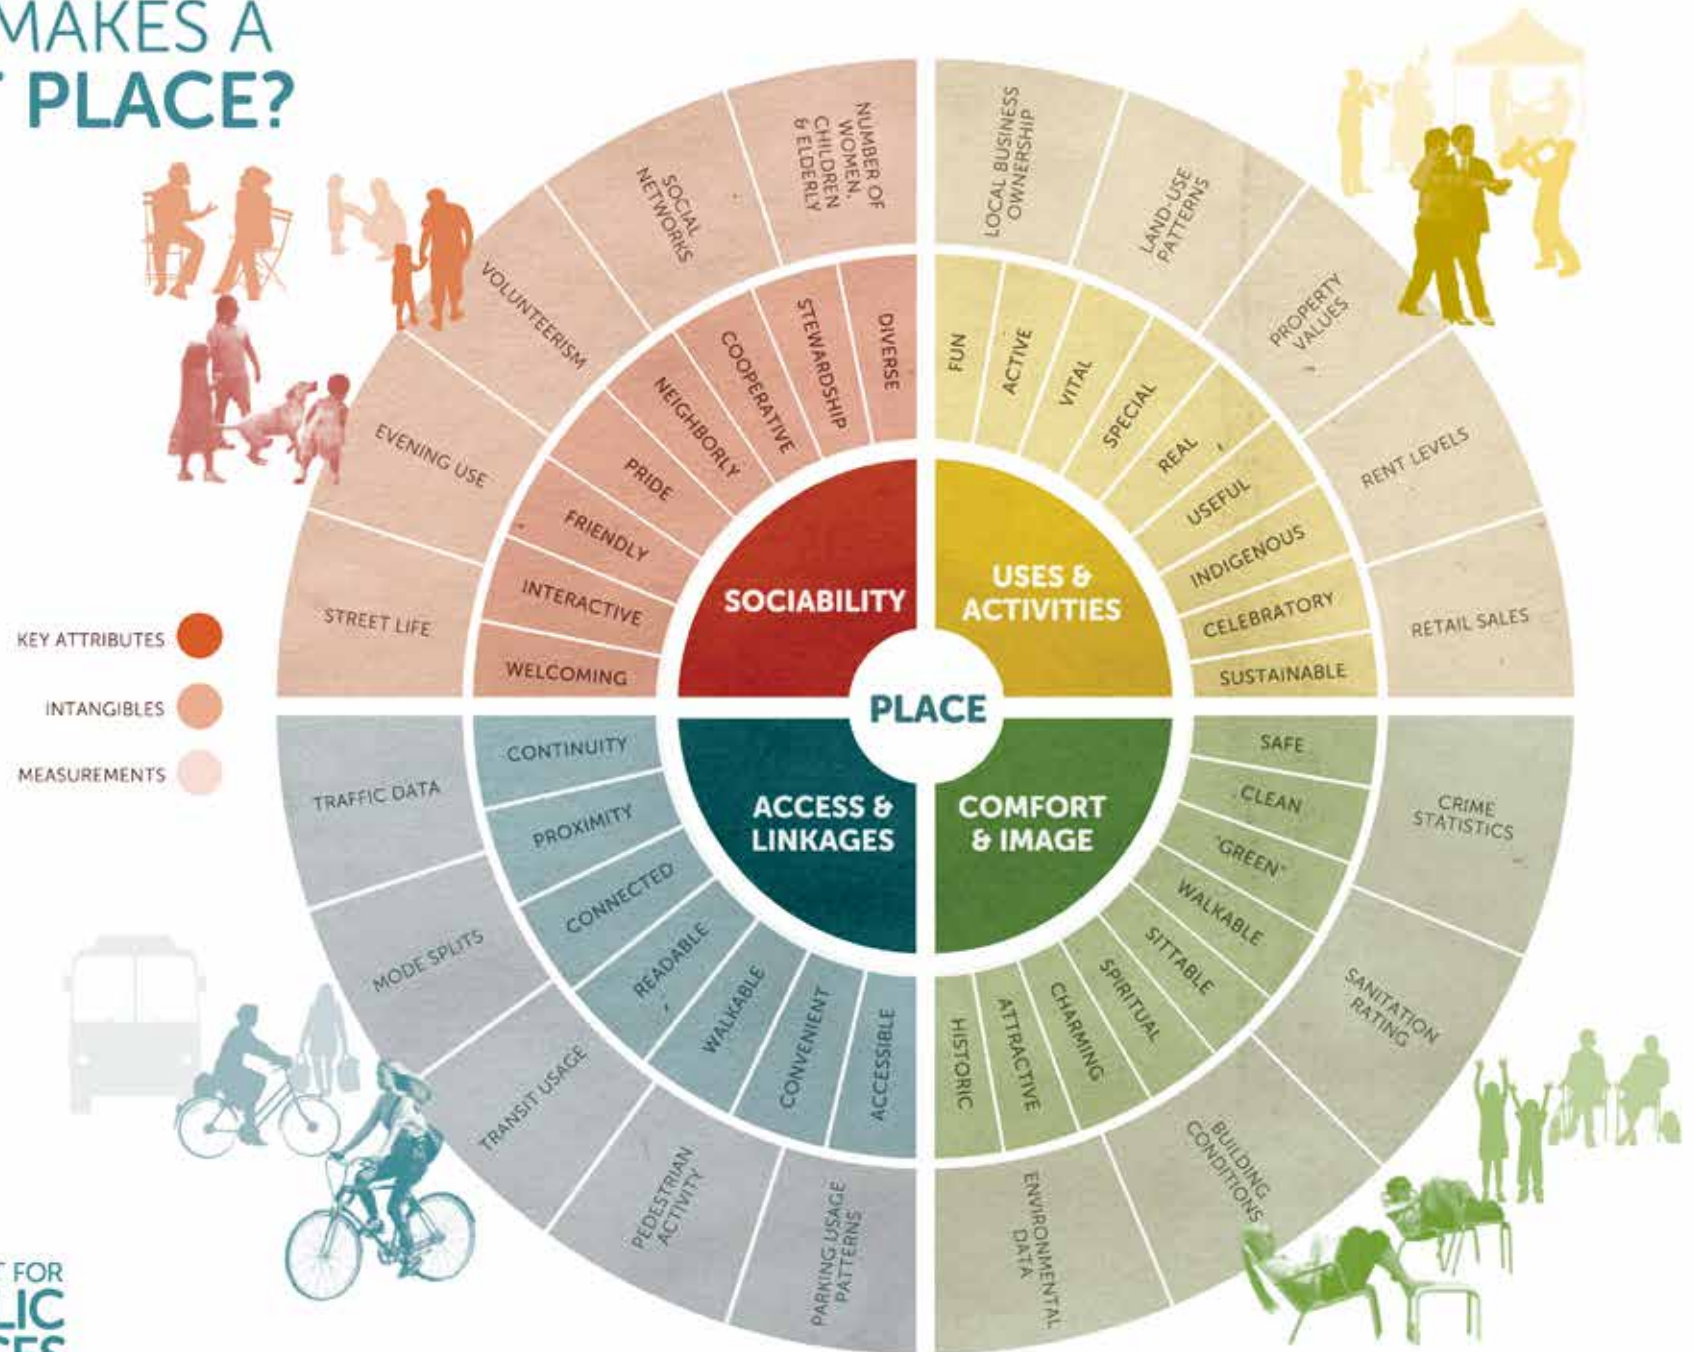 MAKES A
PLACE?
KEY ATTRIBUTES
INTANGIBLES
MEASUREMENTS
PLACE
SOCIABILITY
USES &
ACTIVITIES
ACCESS &
LINKAGES
COMFORT
& IMAGE
WELCOMING
INTERACTIVE
FRIENDLY
PRIDE
NEIGHBORLY
COOPERATIVE
STEWARDSHIP
DIVERSE
STREET LIFE
EVENING USE
VOLUNTEERISM
SOCIAL
NETWORKS
NUMBER OF
WOMEN,
CHILDREN
& ELDERLY
FUN
ACTIVE
VITAL
SPECIAL
REAL
USEFUL
INDIGENOUS
CELEBRATORY
SUSTAINABLE
LOCAL BUSINESS
OWNERSHIP
LAND-USE
PATTERNS
PROPERTY
VALUES
RENT LEVELS
RETAIL SALES
SAFE
CLEAN
"GREEN"
WALKABLE
SITTABLE
SPIRITUAL
CHARMING
ATTRACTIVE
HISTORIC
CRIME
STATISTICS
SANITATION
RATING
BUILDING
CONDITIONS
ENVIRONMENTAL
DATA
CONTINUITY
PROXIMITY
CONNECTED
READABLE
WALKABLE
CONVENIENT
ACCESSIBLE
TRAFFIC DATA
MODE SPLITS
TRANSIT USAGE
PEDESTRIAN
ACTIVITY
PARKING USAGE
PATTERNS
FOR
LIC